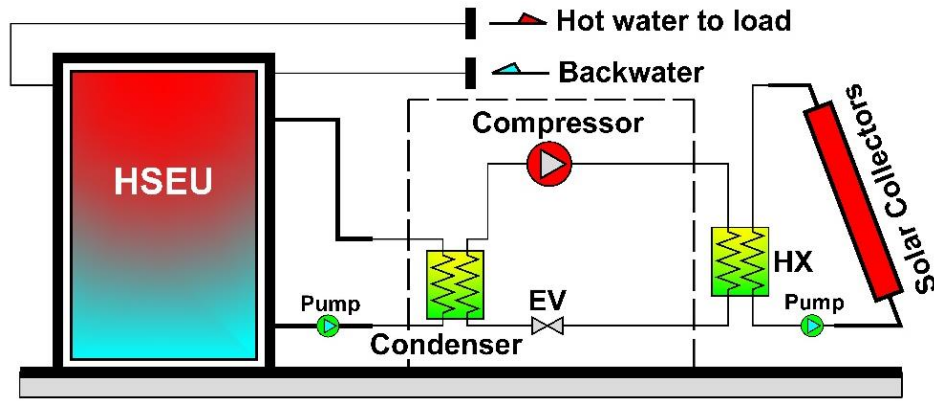 Hot water to load
Backwater
Compressor
HSEU
Solar Collectors
HX
EV
Pump
Pump
Condenser